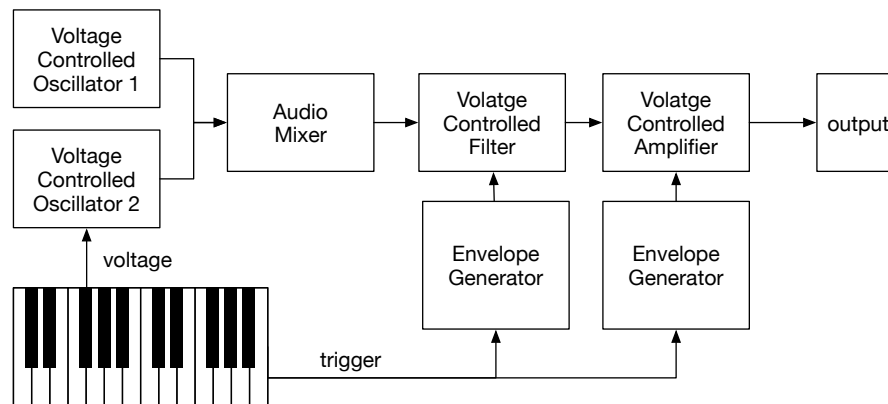 Voltage
Controlled
Oscillator 1
Voltage
Controlled
Oscillator 2
Audio
Mixer
Volatge
Controlled
Filter
Volatge
Controlled
Amplifier
output
Envelope
Generator
Envelope
Generator
voltage
trigger